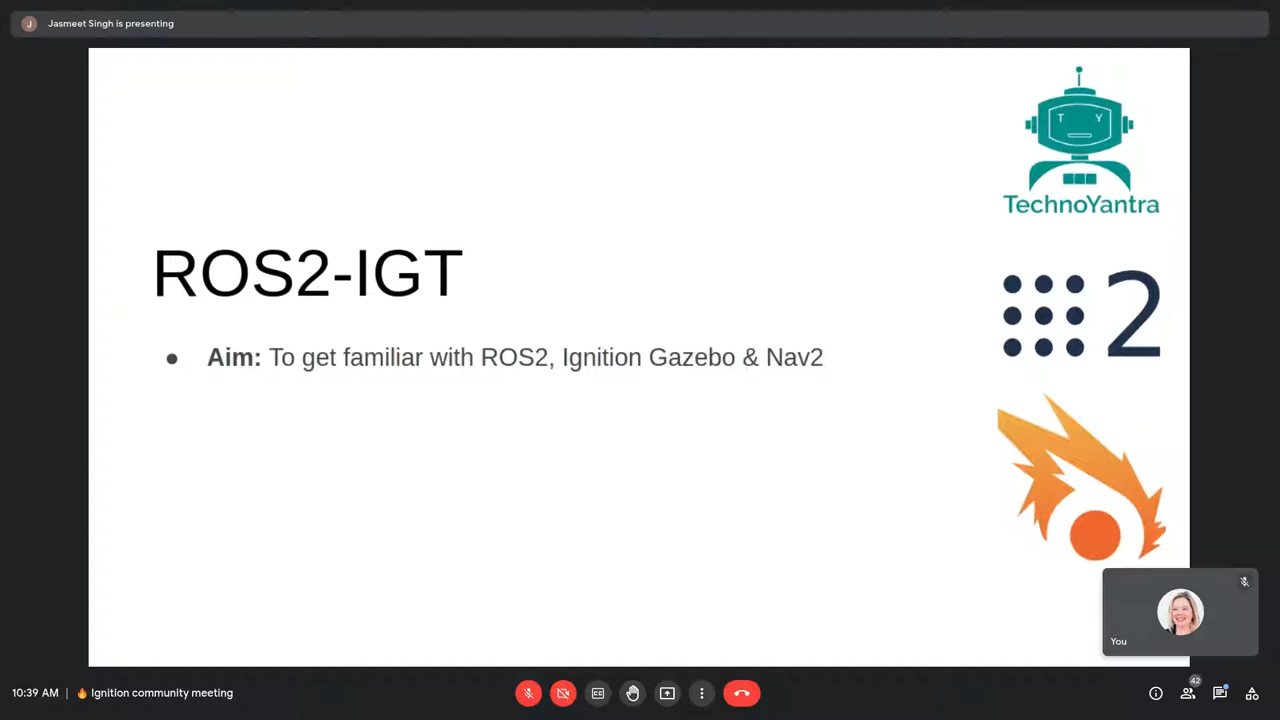 J Jasmeet Singh is presenting
T Y
TechnoYantra
ROS2-IGT
2
● Aim: To get familiar with ROS2, Ignition Gazebo & Nav2
You
10:39 AM | 🔥 Ignition community meeting
CC
42